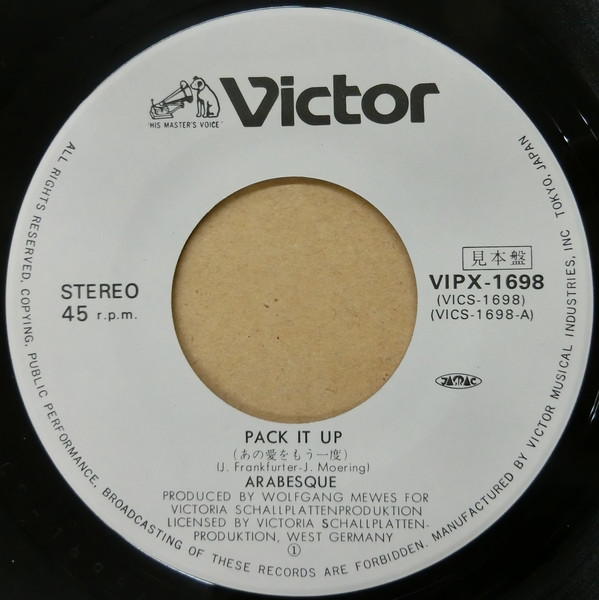 Victor
"HIS MASTER'S VOICE"
STEREO
45 r.p.m.
見本盤
VIPX-1698
(VICS-1698)
(VICS-1698-A)
JASRAC
PACK IT UP
(あの愛をもう一度)
(J. Frankfurter-J. Moering)
ARABESQUE
PRODUCED BY WOLFGANG MEWES FOR
VICTORIA SCHALLPLATTENPRODUKTION
LICENSED BY VICTORIA SCHALLPLATTEN-
PRODUKTION, WEST GERMANY
①
ALL RIGHTS RESERVED, COPYING, PUBLIC PERFORMANCE, BROADCASTING OF THESE RECORDS ARE FORBIDDEN. MANUFACTURED BY VICTOR MUSICAL INDUSTRIES, INC TOKYO, JAPAN